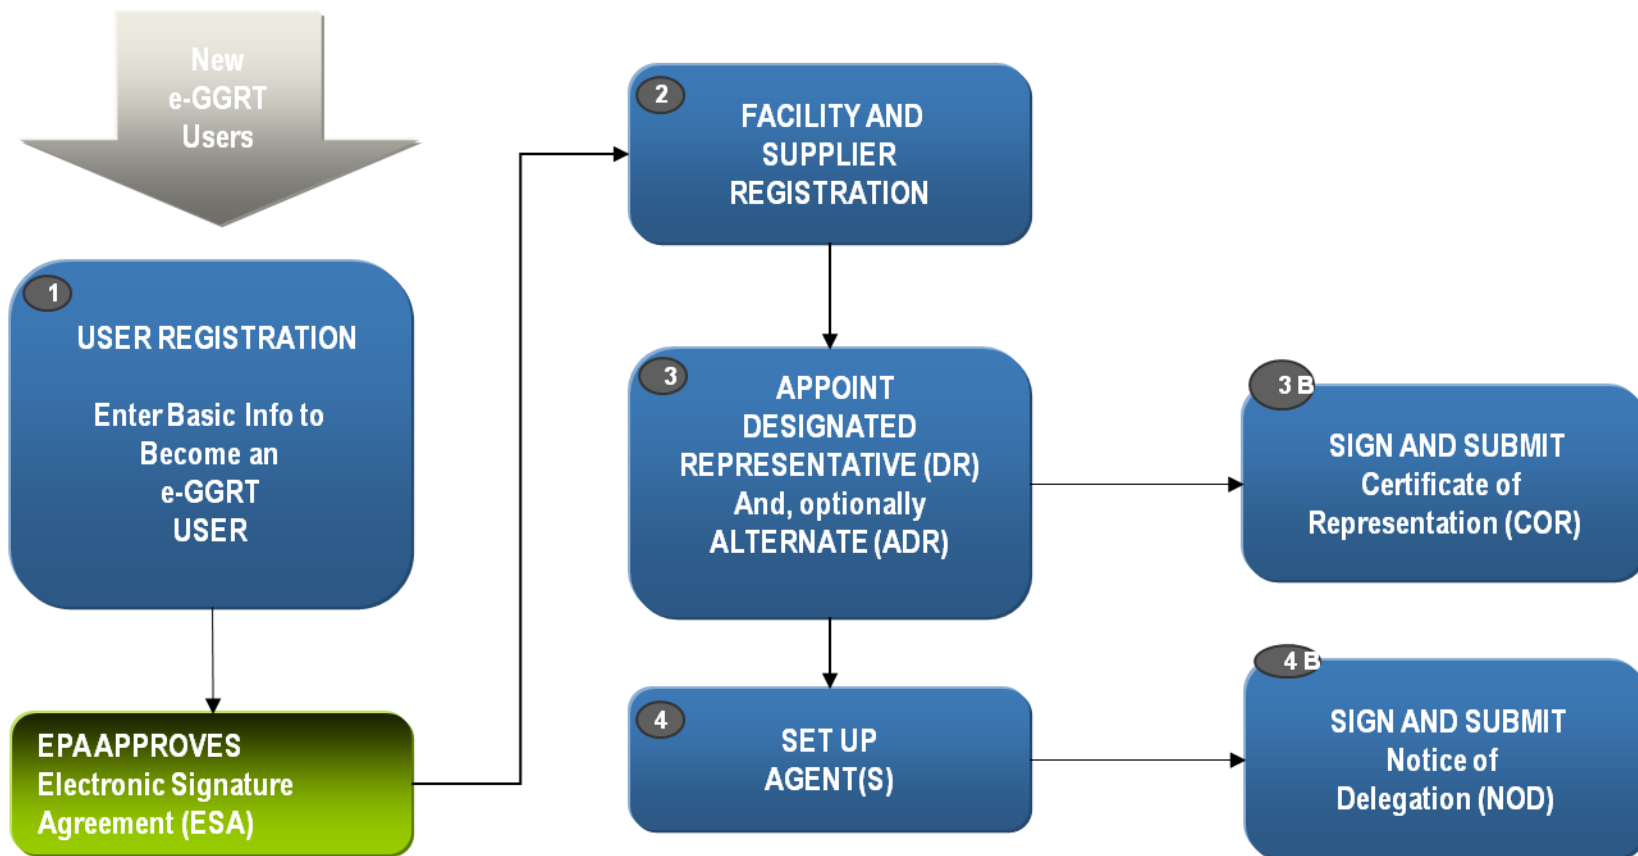 New
e-GGRT
Users
1
USER REGISTRATION
Enter Basic Info to
Become an
e-GGRT
USER
EPA APPROVES
Electronic Signature
Agreement (ESA)
2
FACILITY AND
SUPPLIER
REGISTRATION
3
APPOINT
DESIGNATED
REPRESENTATIVE (DR)
And, optionally
ALTERNATE (ADR)
3 B
SIGN AND SUBMIT
Certificate of
Representation (COR)
4
SET UP
AGENT(S)
4 B
SIGN AND SUBMIT
Notice of
Delegation (NOD)